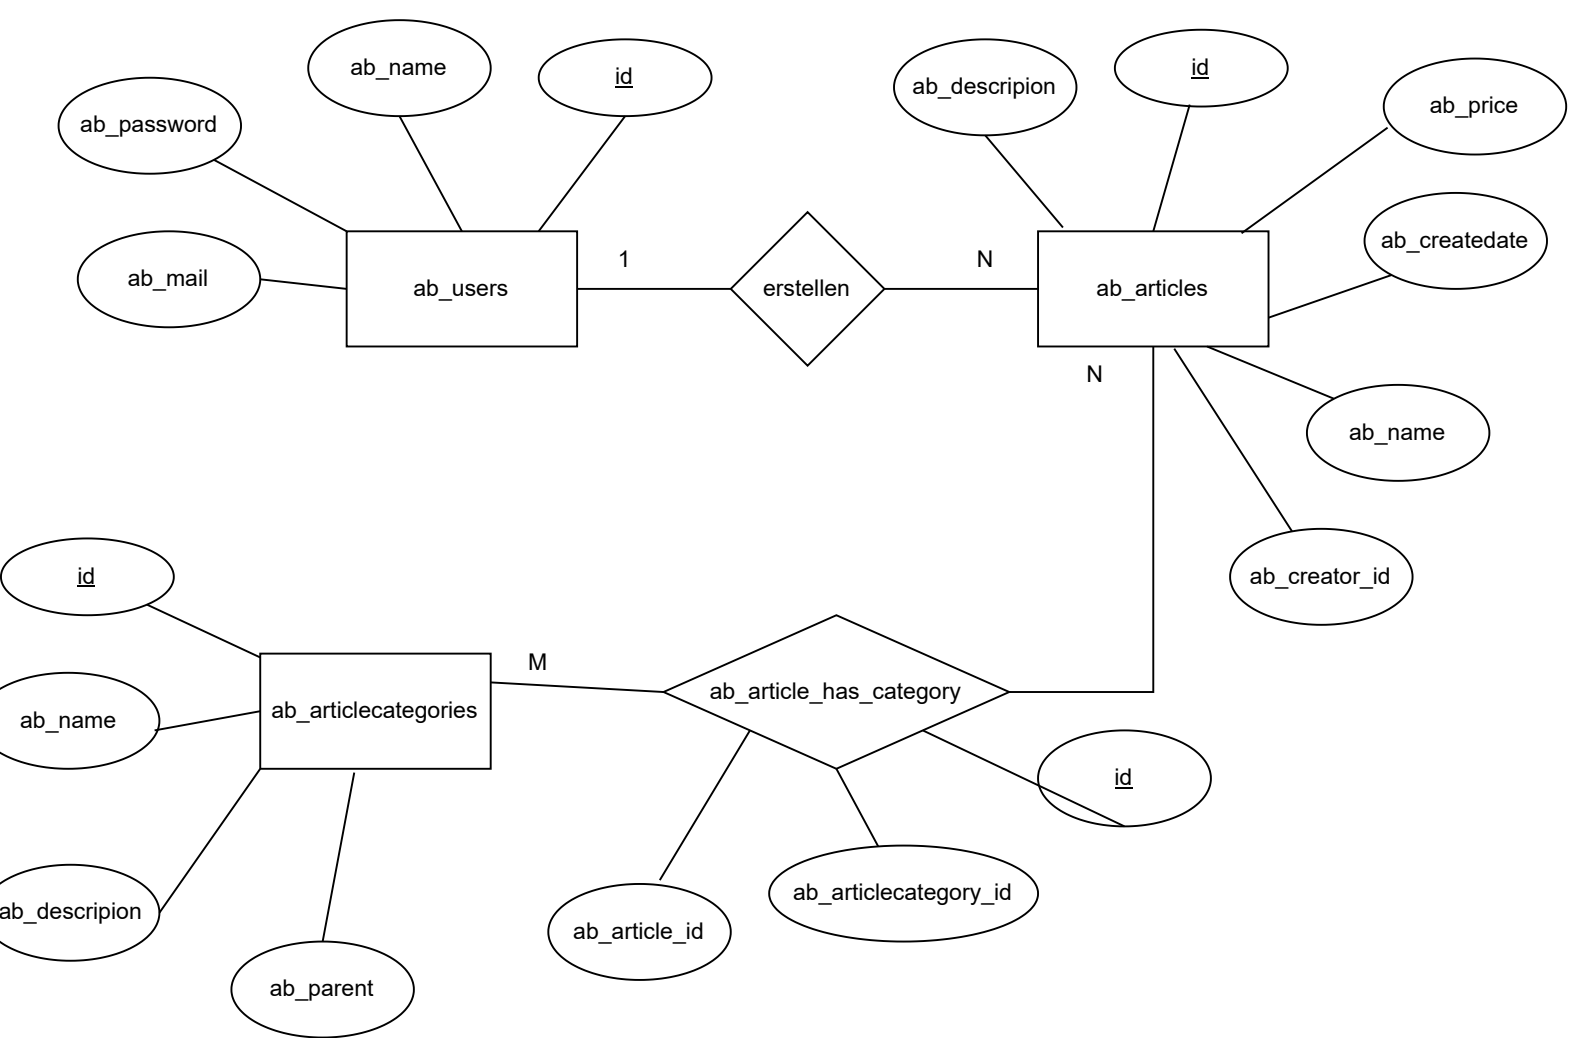 ab_name
id
id
ab_descripion
ab_price
ab_password
ab_createdate
1
N
ab_mail
ab_users
erstellen
ab_articles
N
ab_name
id
ab_creator_id
M
ab_name
ab_articlecategories
ab_article_has_category
id
ab_articlecategory_id
ab_descripion
ab_article_id
ab_parent